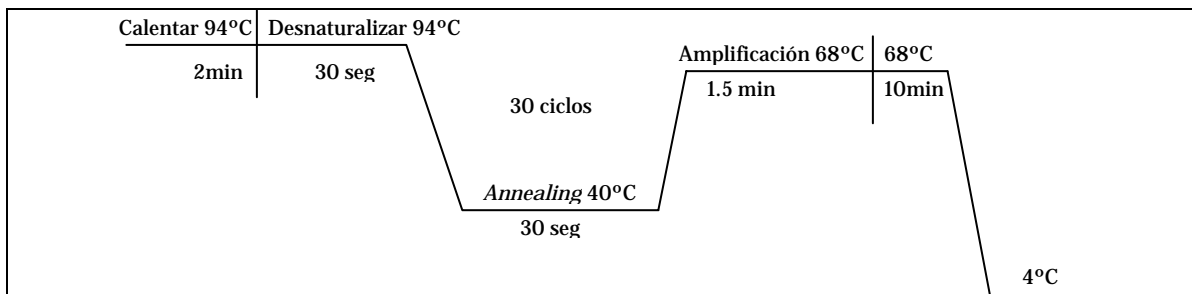 Calentar 94ºC Desnaturalizar 94ºC
2min 30 seg
Amplificación 68ºC 68ºC
1.5 min 10min
30 ciclos
Annealing 40ºC
30 seg
4ºC